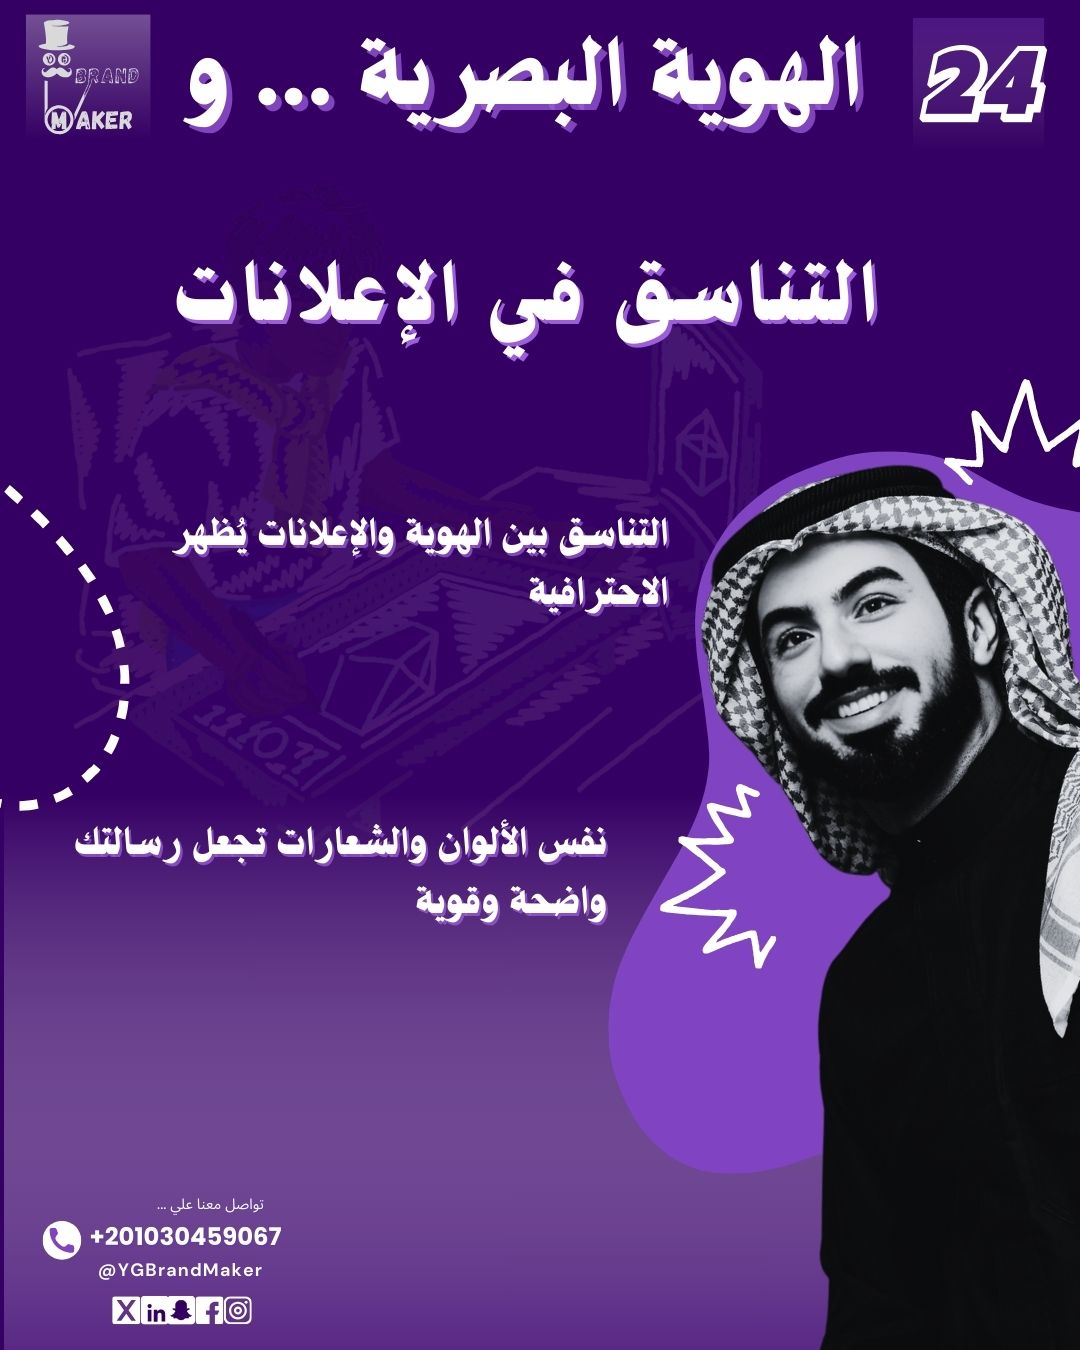 24
الهوية البصرية ... و
BRAND
MAKER
التناسق في الإعلانات
التناسق بين الهوية والإعلانات يُظهر
الاحترافية
نفس الألوان والشعارات تجعل رسالتك
واضحة وقوية
تواصل معنا علي ...
+201030459067
@YGBrandMaker